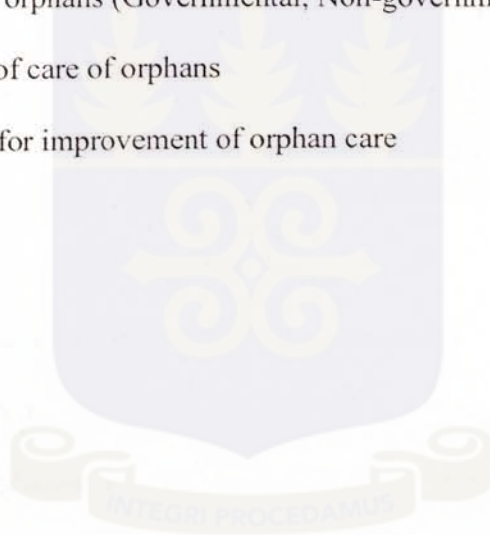 orphans (Governmental, Non-governm
of care of orphans
for improvement of orphan care
INTEGRI PROCEDAMUS